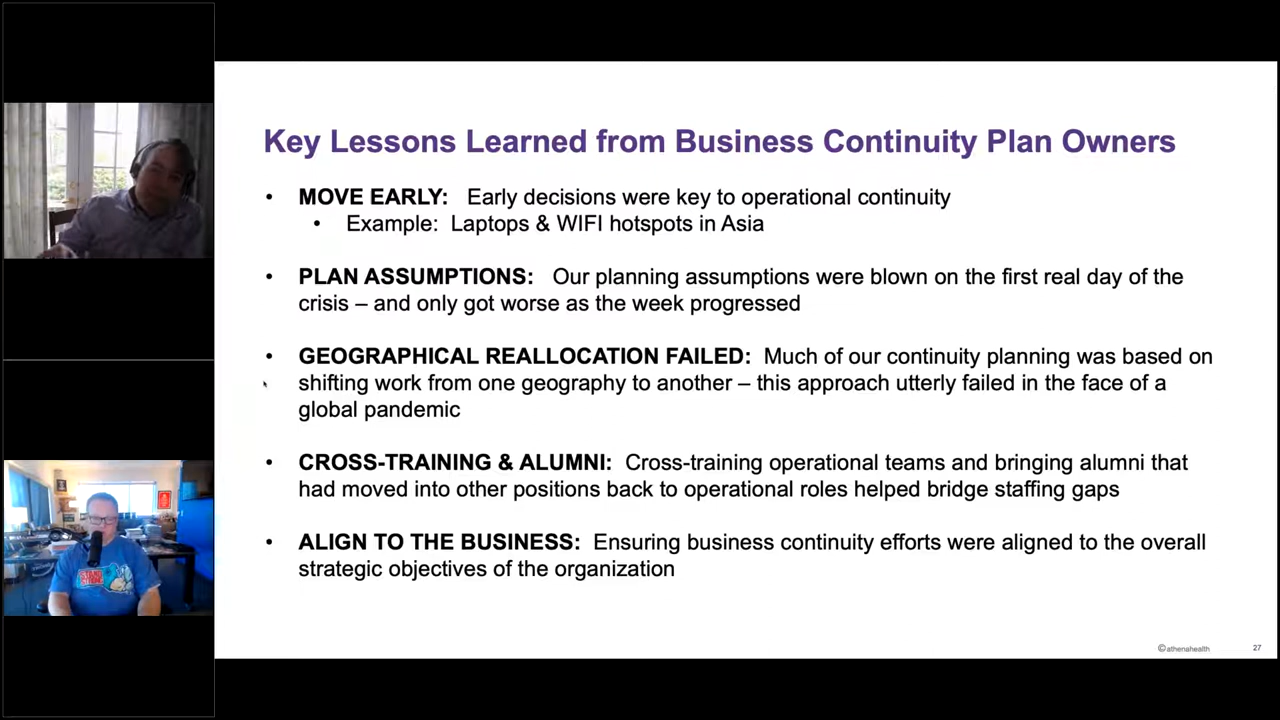 Key Lessons Learned from Business Continuity Plan Owners
• MOVE EARLY: Early decisions were key to operational continuity
• Example: Laptops & WIFI hotspots in Asia
• PLAN ASSUMPTIONS: Our planning assumptions were blown on the first real day of the
crisis – and only got worse as the week progressed
• GEOGRAPHICAL REALLOCATION FAILED: Much of our continuity planning was based on
shifting work from one geography to another – this approach utterly failed in the face of a
global pandemic
• CROSS-TRAINING & ALUMNI: Cross-training operational teams and bringing alumni that
had moved into other positions back to operational roles helped bridge staffing gaps
• ALIGN TO THE BUSINESS: Ensuring business continuity efforts were aligned to the overall
strategic objectives of the organization
©athenahealth 27